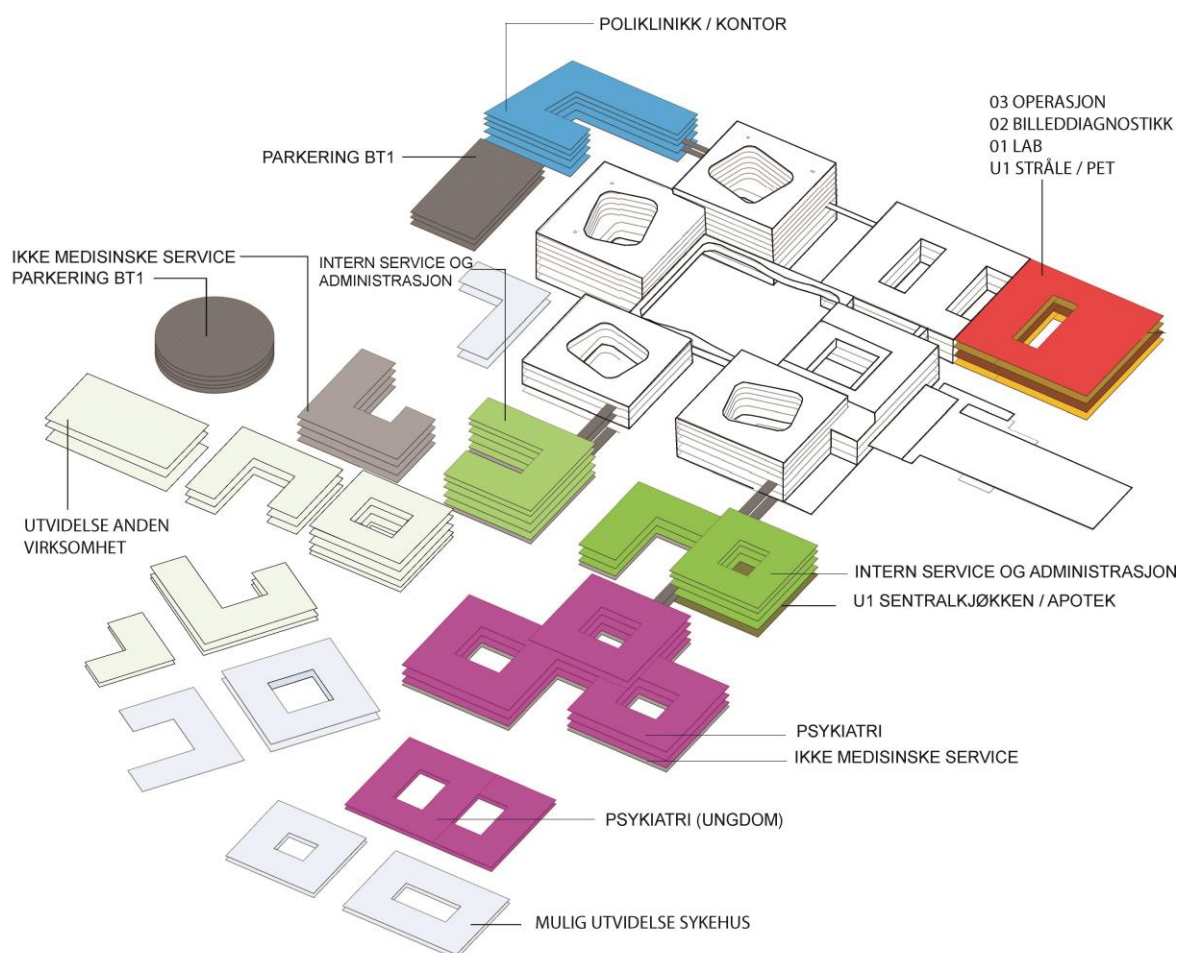 POLIKLINIKK / KONTOR
03 OPERASJON
02 BILLEDDIAGNOSTIKK
01 LAB
U1 STRÅLE / PET
PARKERING BT1
IKKE MEDISINSKE SERVICE
PARKERING BT1
INTERN SERVICE OG
ADMINISTRASJON
UTVIDELSE ANDEN
VIRKSOMHET
INTERN SERVICE OG ADMINISTRASJON
U1 SENTRALKJØKKEN / APOTEK
PSYKIATRI
IKKE MEDISINSKE SERVICE
PSYKIATRI (UNGDOM)
MULIG UTVIDELSE SYKEHUS